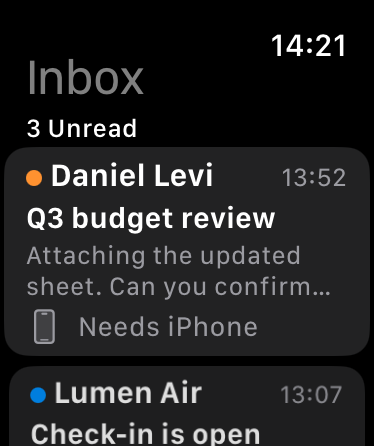 14:21
Inbox
3 Unread
Daniel Levi 13:52
Q3 budget review
Attaching the updated
sheet. Can you confirm…
Needs iPhone
Lumen Air 13:07
Check-in is open